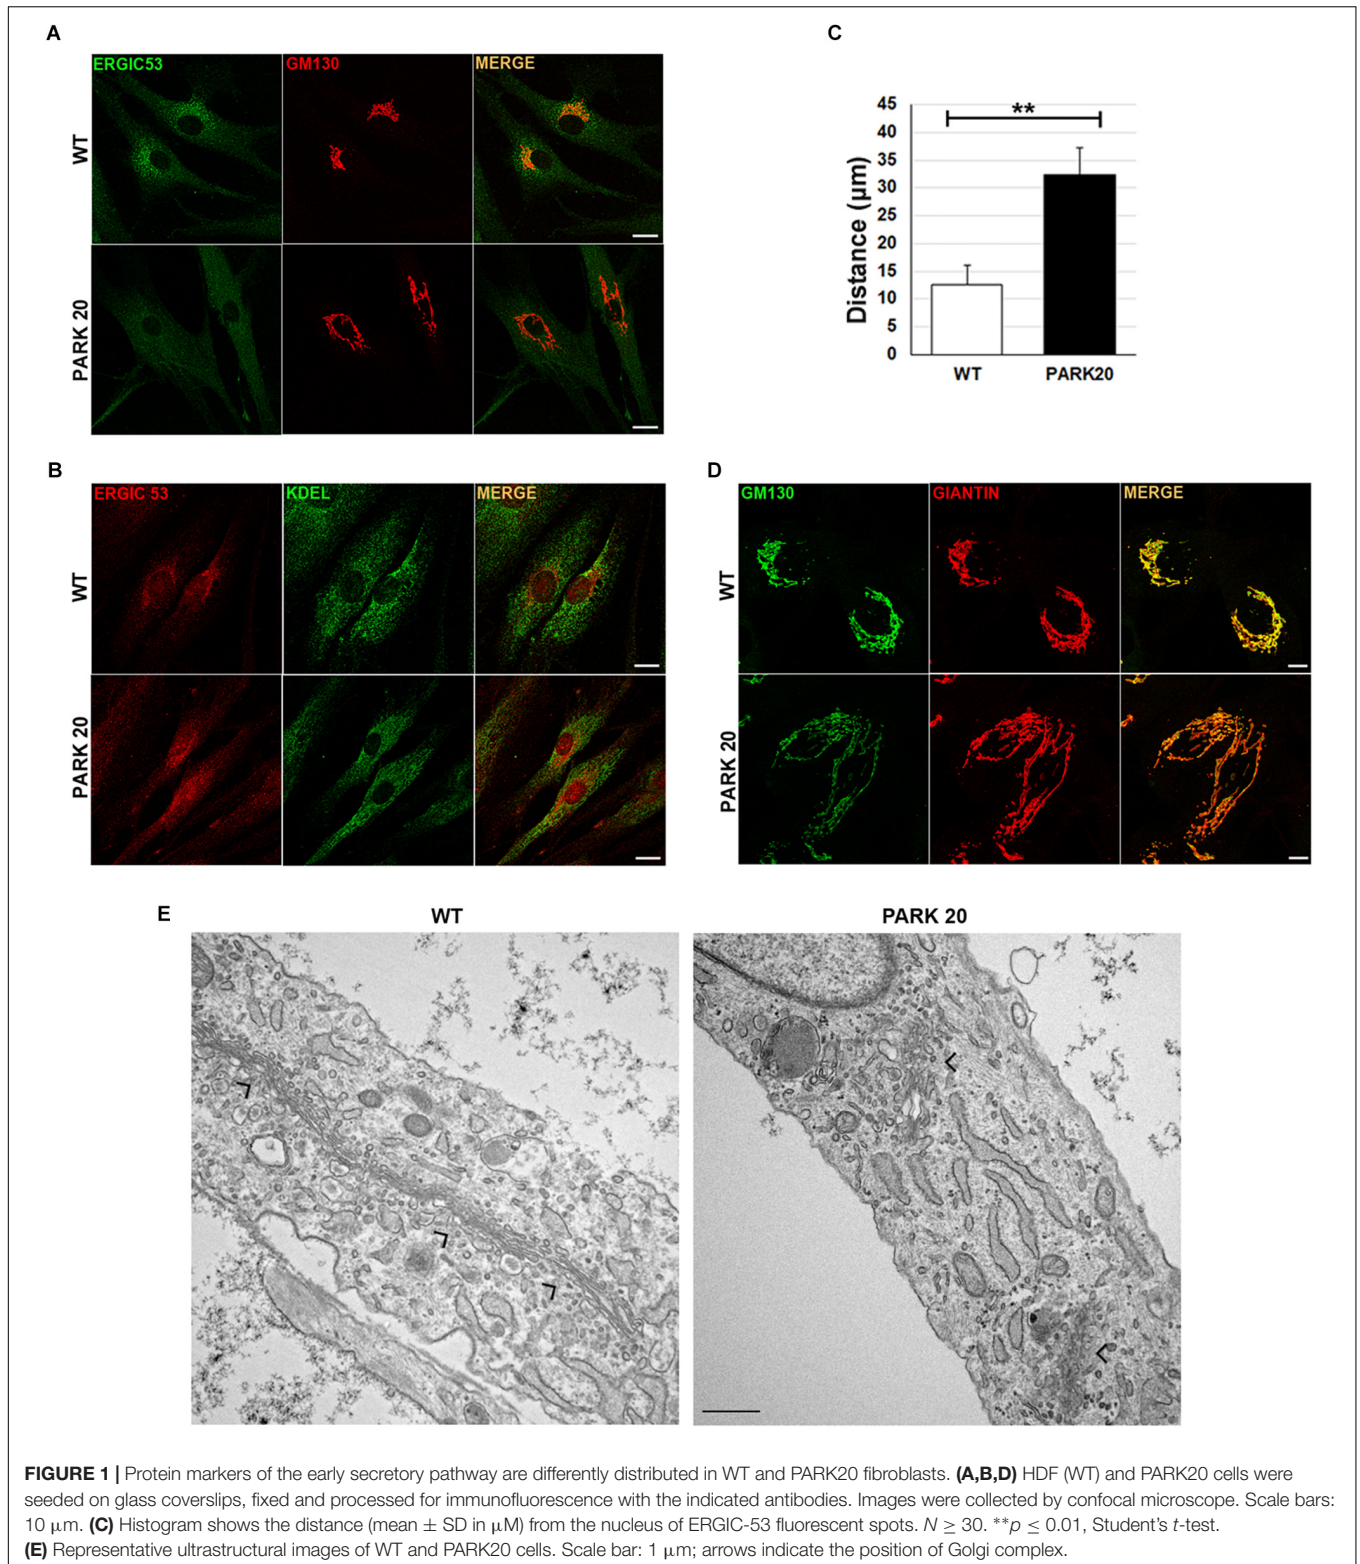 A
ERGIC53 GM130 MERGE
WT
PARK 20
C
45
40
35
30
25
20
15
10
5
0
Distance (µm)
**
WT PARK20
B
ERGIC 53 KDEL MERGE
WT
PARK 20
D
GM130 GIANTIN MERGE
WT
PARK 20
E
WT PARK 20
FIGURE 1 | Protein markers of the early secretory pathway are differently distributed in WT and PARK20 fibroblasts. (A,B,D) HDF (WT) and PARK20 cells were
seeded on glass coverslips, fixed and processed for immunofluorescence with the indicated antibodies. Images were collected by confocal microscope. Scale bars:
10 µm. (C) Histogram shows the distance (mean ± SD in µM) from the nucleus of ERGIC-53 fluorescent spots. N ≥ 30. **p ≤ 0.01, Student's t-test.
(E) Representative ultrastructural images of WT and PARK20 cells. Scale bar: 1 µm; arrows indicate the position of Golgi complex.